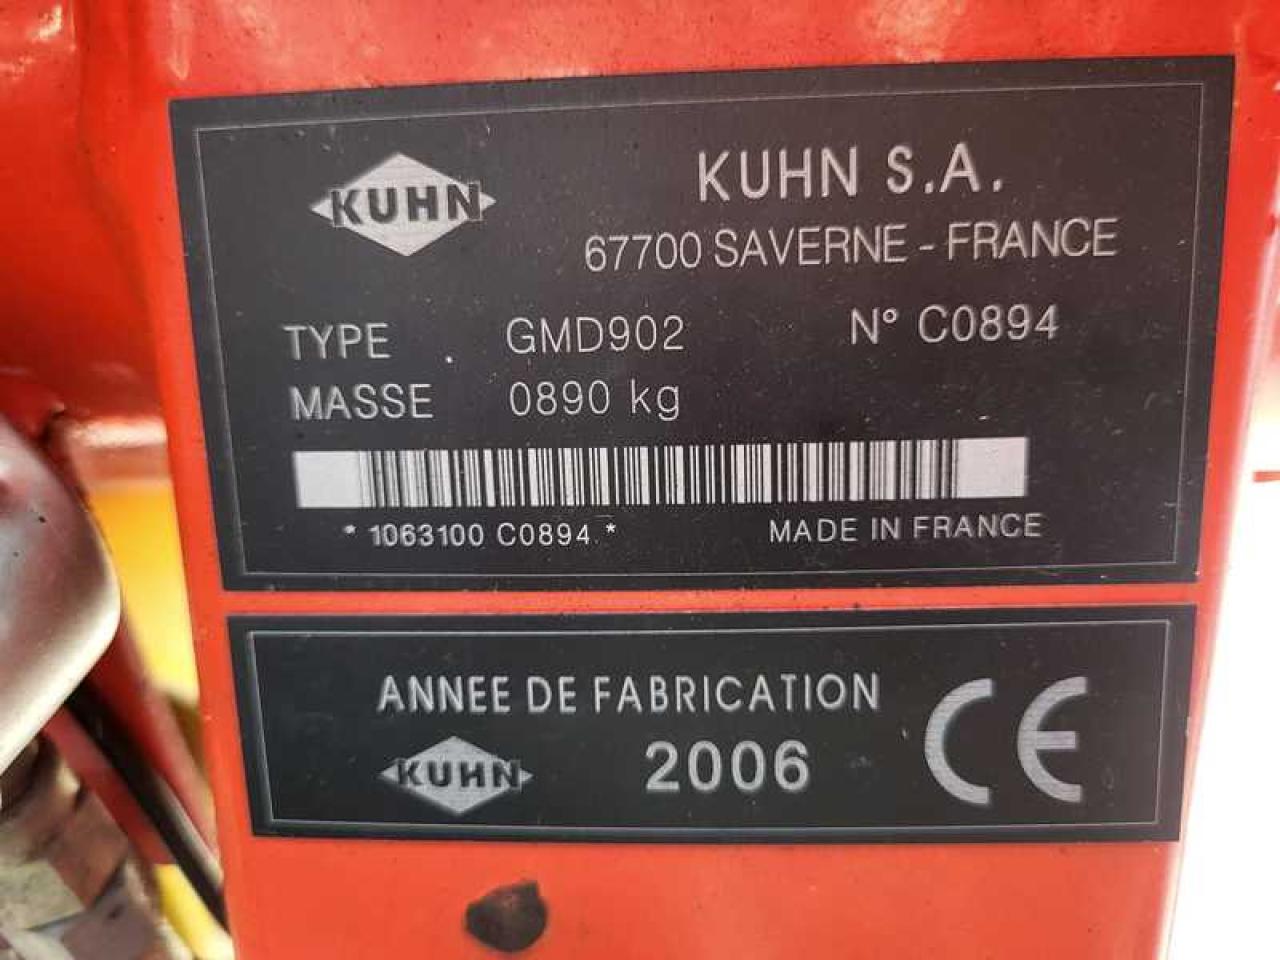 KUHN
KUHN S.A.
67700 SAVERNE - FRANCE
TYPE GMD902 N° C0894
MASSE 0890 kg
* 1063100 C0894 *
MADE IN FRANCE
ANNEE DE FABRICATION
KUHN
2006
CE